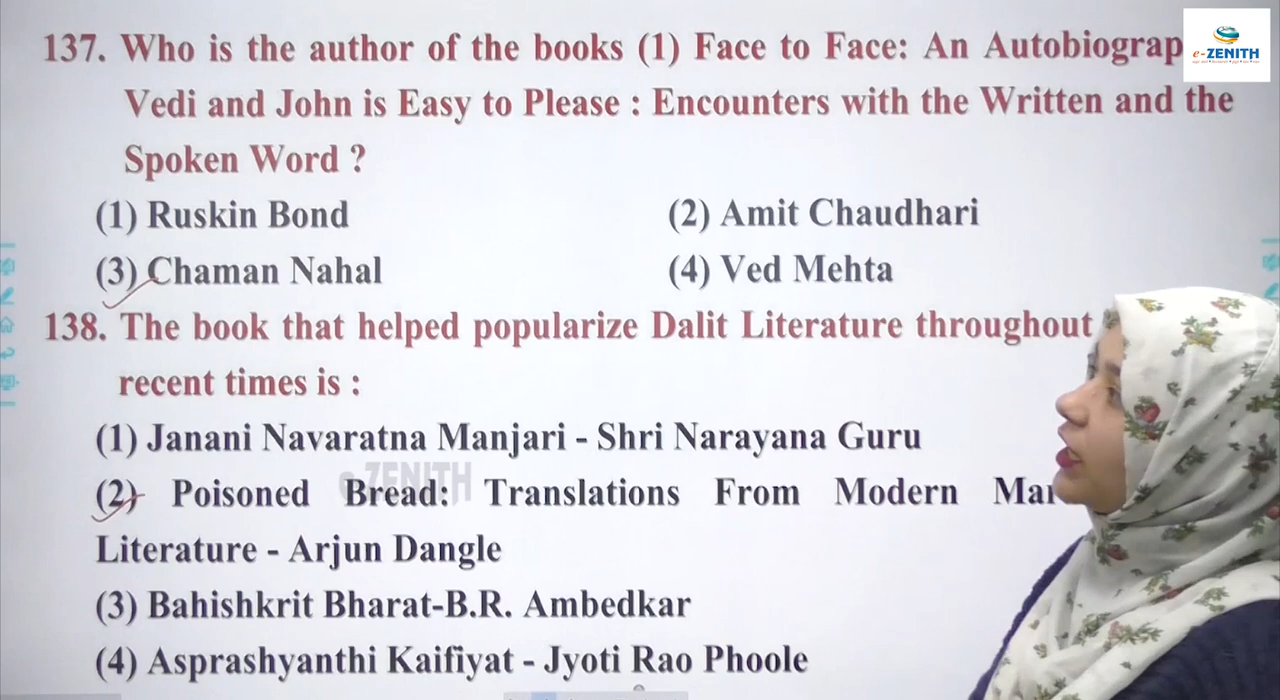 e-ZENITH
137. Who is the author of the books (1) Face to Face: An Autobiograp
Vedi and John is Easy to Please : Encounters with the Written and the
Spoken Word ?
(1) Ruskin Bond
(2) Amit Chaudhari
(3) Chaman Nahal
(4) Ved Mehta
138. The book that helped popularize Dalit Literature throughout
recent times is :
(1) Janani Navaratna Manjari - Shri Narayana Guru
e-ZENITH
(2) Poisoned Bread: Translations From Modern Mar
Literature - Arjun Dangle
(3) Bahishkrit Bharat-B.R. Ambedkar
(4) Asprashyanthi Kaifiyat - Jyoti Rao Phoole